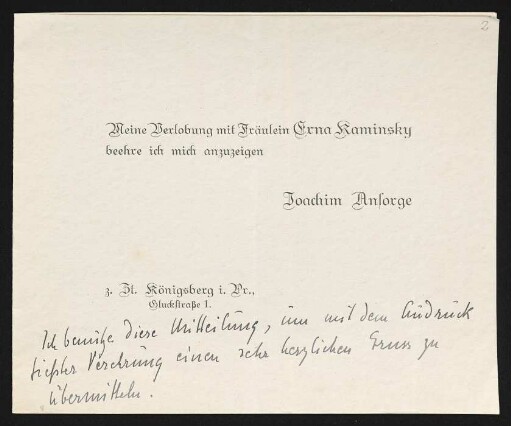 2
Meine Verlobung mit Fräulein Erna Kaminsky
beehre ich mich anzuzeigen
Joachim Ansorge
z. Zt. Königsberg i. Pr.,
Gluckstraße 1.
Ich benütze diese Mitteilung, um mit dem Ausdruck
tiefster Verehrung einen sehr herzlichen Gruss zu
übermitteln.